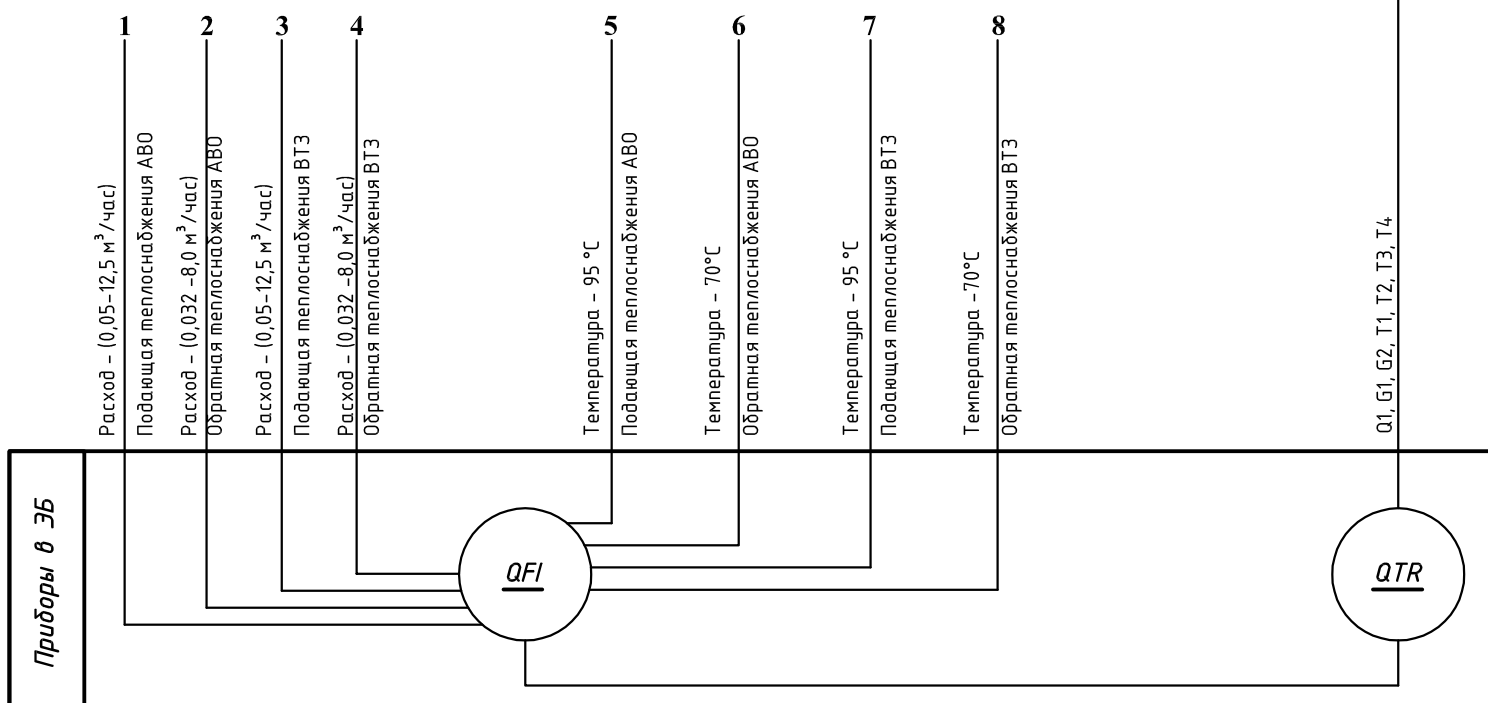 1
2
3
4
5
6
7
8
Расход - (0,05-12,5 м³/час)
Подающая теплоснабжения АВО
Расход - (0,032 -8,0 м³/час)
Обратная теплоснабжения АВО
Расход - (0,05-12,5 м³/час)
Подающая теплоснабжения ВТЗ
Расход - (0,032 -8,0 м³/час)
Обратная теплоснабжения ВТЗ
Температура - 95 °С
Подающая теплоснабжения АВО
Температура - 70°С
Обратная теплоснабжения АВО
Температура - 95 °С
Подающая теплоснабжения ВТЗ
Температура -70°С
Обратная теплоснабжения ВТЗ
Q1, G1, G2, T1, T2, T3, T4
Приборы в ЭБ
QFI
QTR